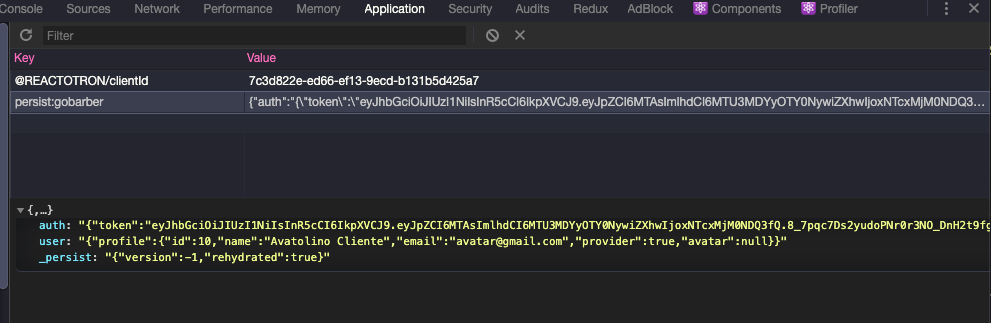 Console Sources Network Performance Memory Application Security Audits Redux AdBlock Components Profiler
Filter
Key Value
@REACTOTRON/clientId 7c3d822e-ed66-ef13-9ecd-b131b5d425a7
persist:gobarber {"auth":"{\"token\":\"eyJhbGciOiJIUzI1NiIsInR5cCI6IkpXVCJ9.eyJpZCI6MTAsImlhdCI6MTU3MDYyOTY0NywiZXhwIjoxNTcxMjM0NDQ3...
{,…}
auth: "{"token":"eyJhbGciOiJIUzI1NiIsInR5cCI6IkpXVCJ9.eyJpZCI6MTAsImlhdCI6MTU3MDYyOTY0NywiZXhwIjoxNTcxMjM0NDQ3fQ.8_7pqc7Ds2yudoPNr0r3NO_DnH2t9fg
user: "{"profile":{"id":10,"name":"Avatolino Cliente","email":"avatar@gmail.com","provider":true,"avatar":null}}"
_persist: "{"version":-1,"rehydrated":true}"